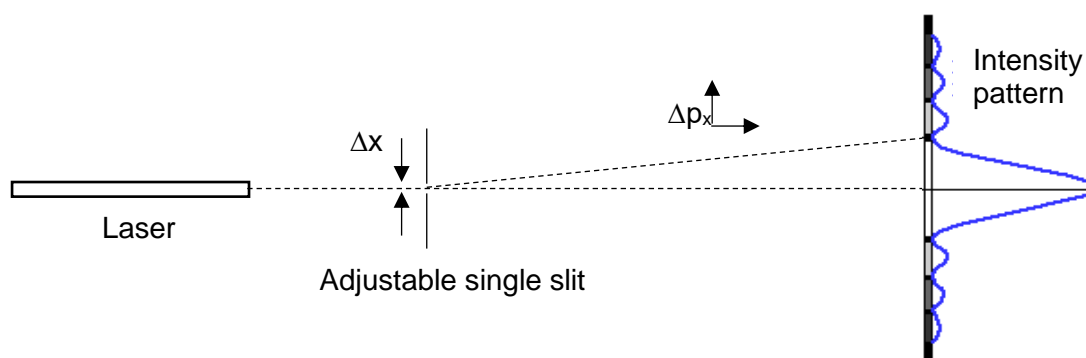 Intensity
pattern
Δpₓ
Δx
Laser
Adjustable single slit